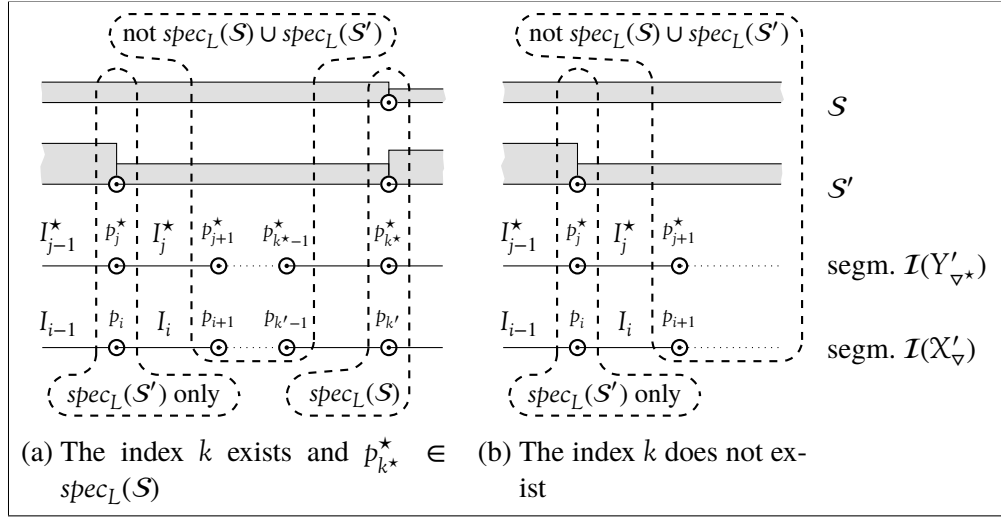 not spec_L(𝒮) ∪ spec_L(𝒮′) not spec_L(𝒮) ∪ spec_L(𝒮′)
𝒮
𝒮′
I⋆_{j−1} p⋆_j I⋆_j p⋆_{j+1} p⋆_{k⋆−1} p⋆_{k⋆} I⋆_{j−1} p⋆_j I⋆_j p⋆_{j+1}
segm. ℐ(Y′_{▽⋆})
I_{i−1} p_i I_i p_{i+1} p_{k′−1} p_{k′} I_{i−1} p_i I_i p_{i+1}
segm. ℐ(X′_▽)
spec_L(𝒮′) only spec_L(𝒮) spec_L(𝒮′) only
(a) The index k exists and p⋆_{k⋆} ∈
spec_L(𝒮)
(b) The index k does not ex-
ist